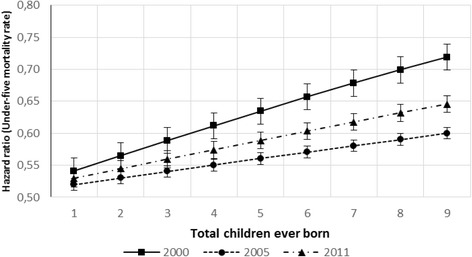 Hazard ratio (Under-five mortality rate)
0,80
0,75
0,70
0,65
0,60
0,55
0,50
1 2 3 4 5 6 7 8 9
Total children ever born
2000 2005 2011